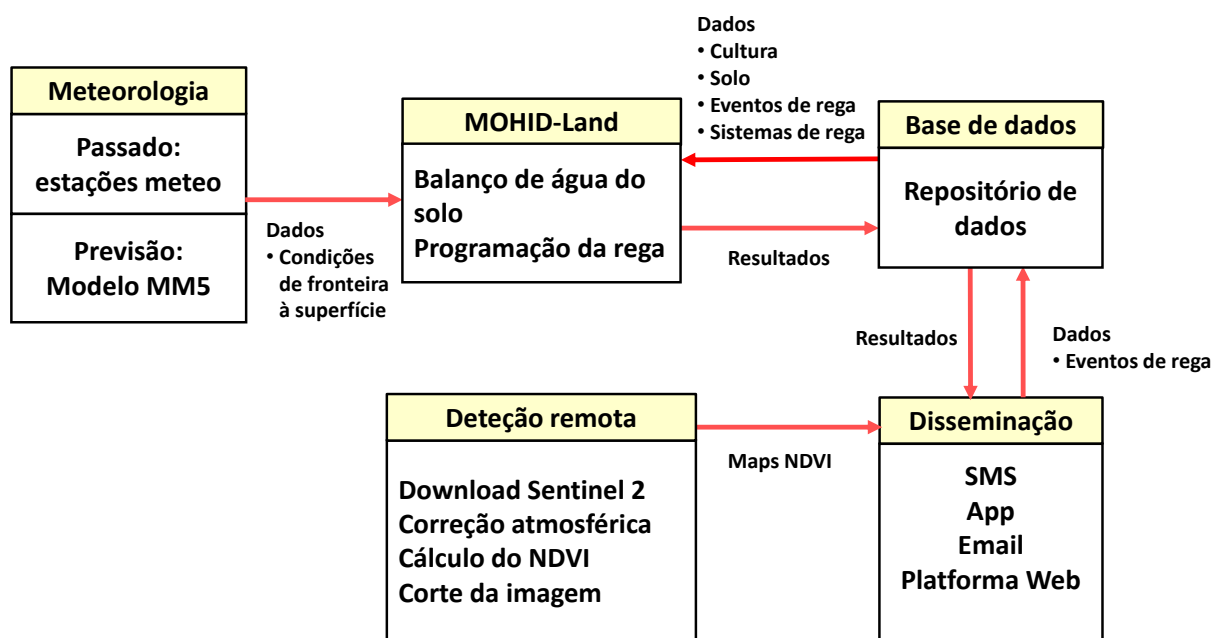 Meteorologia
Passado:
estações meteo
Previsão:
Modelo MM5
Dados
• Condições
de fronteira
à superfície
MOHID-Land
Balanço de água do
solo
Programação da rega
Dados
• Cultura
• Solo
• Eventos de rega
• Sistemas de rega
Resultados
Base de dados
Repositório de
dados
Resultados
Dados
• Eventos de rega
Deteção remota
Download Sentinel 2
Correção atmosférica
Cálculo do NDVI
Corte da imagem
Maps NDVI
Disseminação
SMS
App
Email
Platforma Web